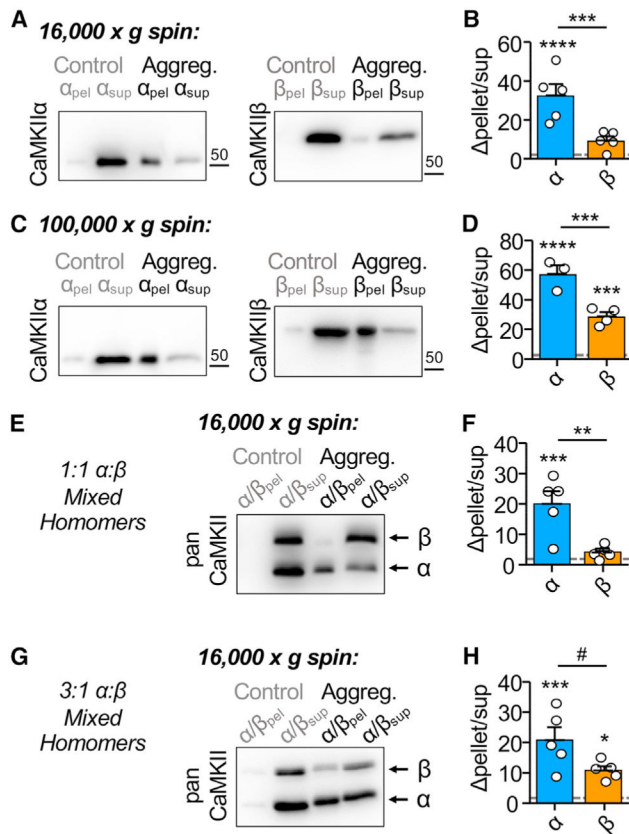 A
16,000 x g spin:
Control Aggreg.
αpel αsup αpel αsup
CaMKIIα
50
Control Aggreg.
βpel βsup βpel βsup
CaMKIIβ
50
B
***
****
Δpellet/sup
60
40
20
0
α β
C
100,000 x g spin:
Control Aggreg.
αpel αsup αpel αsup
CaMKIIα
50
Control Aggreg.
βpel βsup βpel βsup
CaMKIIβ
50
D
***
****
***
Δpellet/sup
80
60
40
20
0
α β
E
16,000 x g spin:
1:1 α:β
Mixed
Homomers
Control Aggreg.
α/βpel α/βsup α/βpel α/βsup
pan
CaMKII
β
α
F
**
***
Δpellet/sup
40
30
20
10
0
α β
G
16,000 x g spin:
3:1 α:β
Mixed
Homomers
Control Aggreg.
α/βpel α/βsup α/βpel α/βsup
pan
CaMKII
β
α
H
#
***
*
Δpellet/sup
40
30
20
10
0
α β